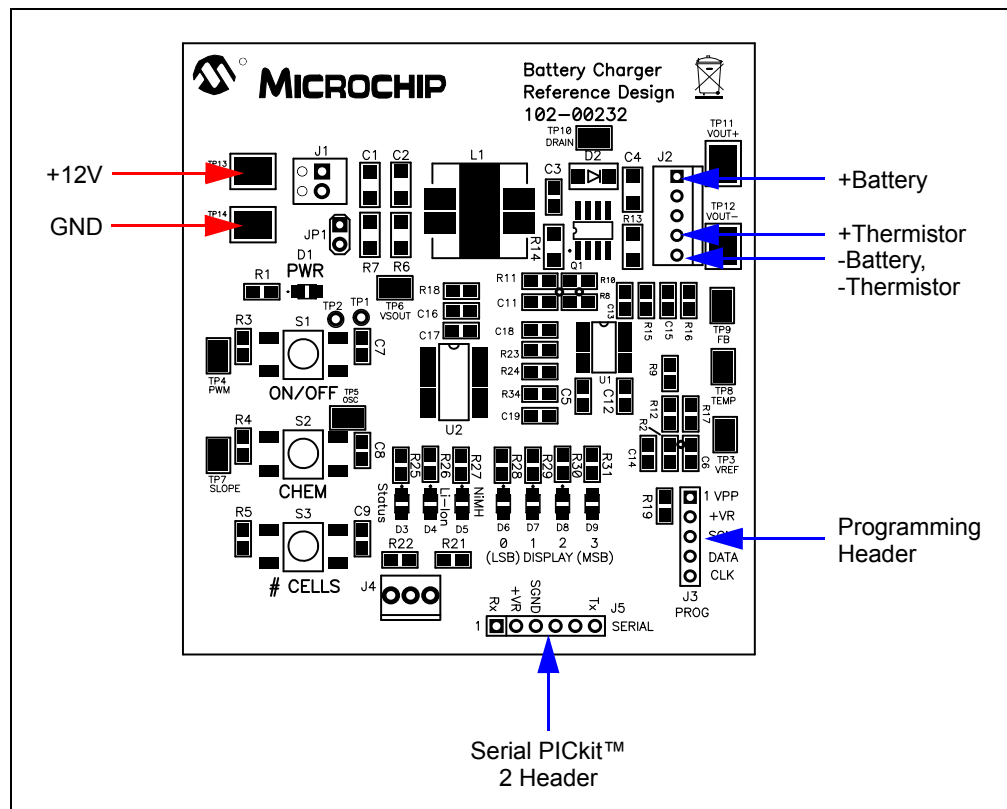 MICROCHIP
Battery Charger
Reference Design
102-00232
TP11
VOUT+
TP10
DRAIN
J1
C1
C2
L1
C3
D2
C4
J2
+12V
TP13
+Battery
GND
TP14
JP1
R7
R6
R14
R13
TP12
VOUT-
+Thermistor
-Battery,
-Thermistor
D1
PWR
R1
TP6
VSOUT
R18
C16
C17
R11
C11
Q1
R10
R8
C13
R15
C15
R16
TP9
FB
TP2
TP1
R3
S1
C7
TP4
PWM
ON/OFF
C18
R23
R24
R34
C19
U1
C5
C12
R9
TP8
TEMP
TP5
OSC
U2
R12
R17
R2
C14
C6
TP3
VREF
R4
S2
C8
TP7
SLOPE
CHEM
R25
R26
R27
R28
R29
R30
R31
Status
Li-Ion
NiMH
D3
D4
D5
D6
D7
D8
D9
0
1
2
3
(LSB) DISPLAY (MSB)
R5
S3
C9
# CELLS
R22
R21
R19
1 VPP
+VR
DATA
CLK
J3
PROG
Programming
Header
J4
Rx
+VR
SGND
Tx
J5
1
SERIAL
Serial PICkit™
2 Header